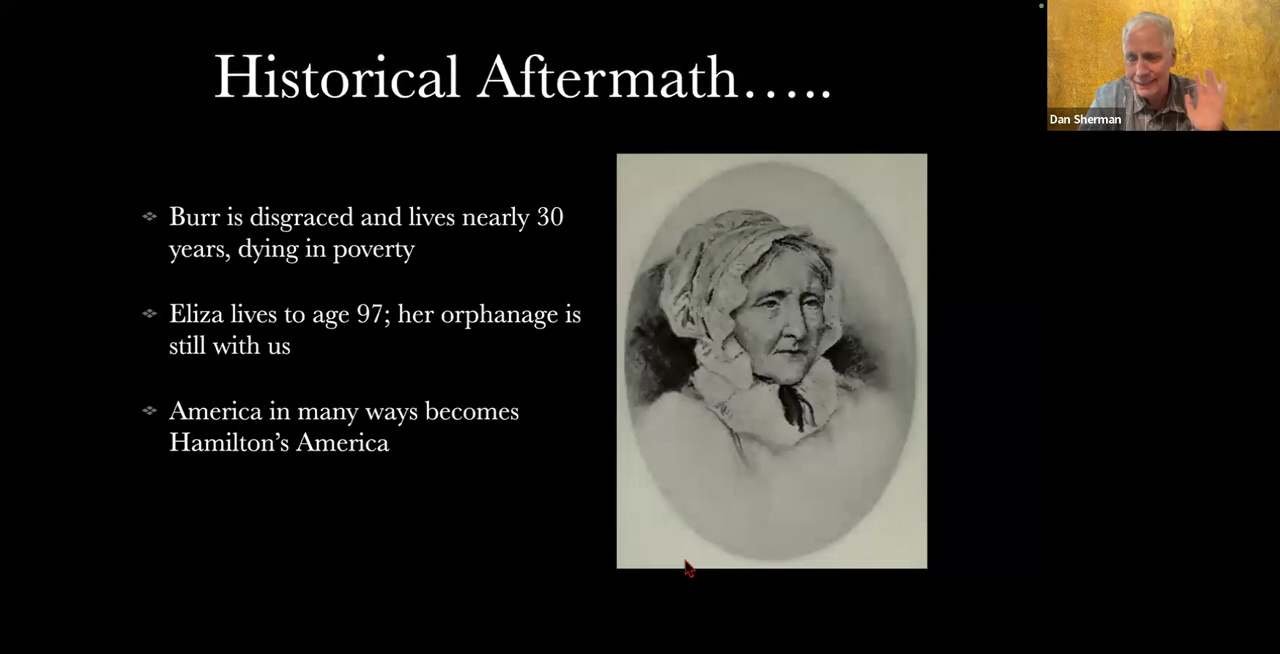 Historical Aftermath…..
Dan Sherman
Burr is disgraced and lives nearly 30
years, dying in poverty
Eliza lives to age 97; her orphanage is
still with us
America in many ways becomes
Hamilton’s America